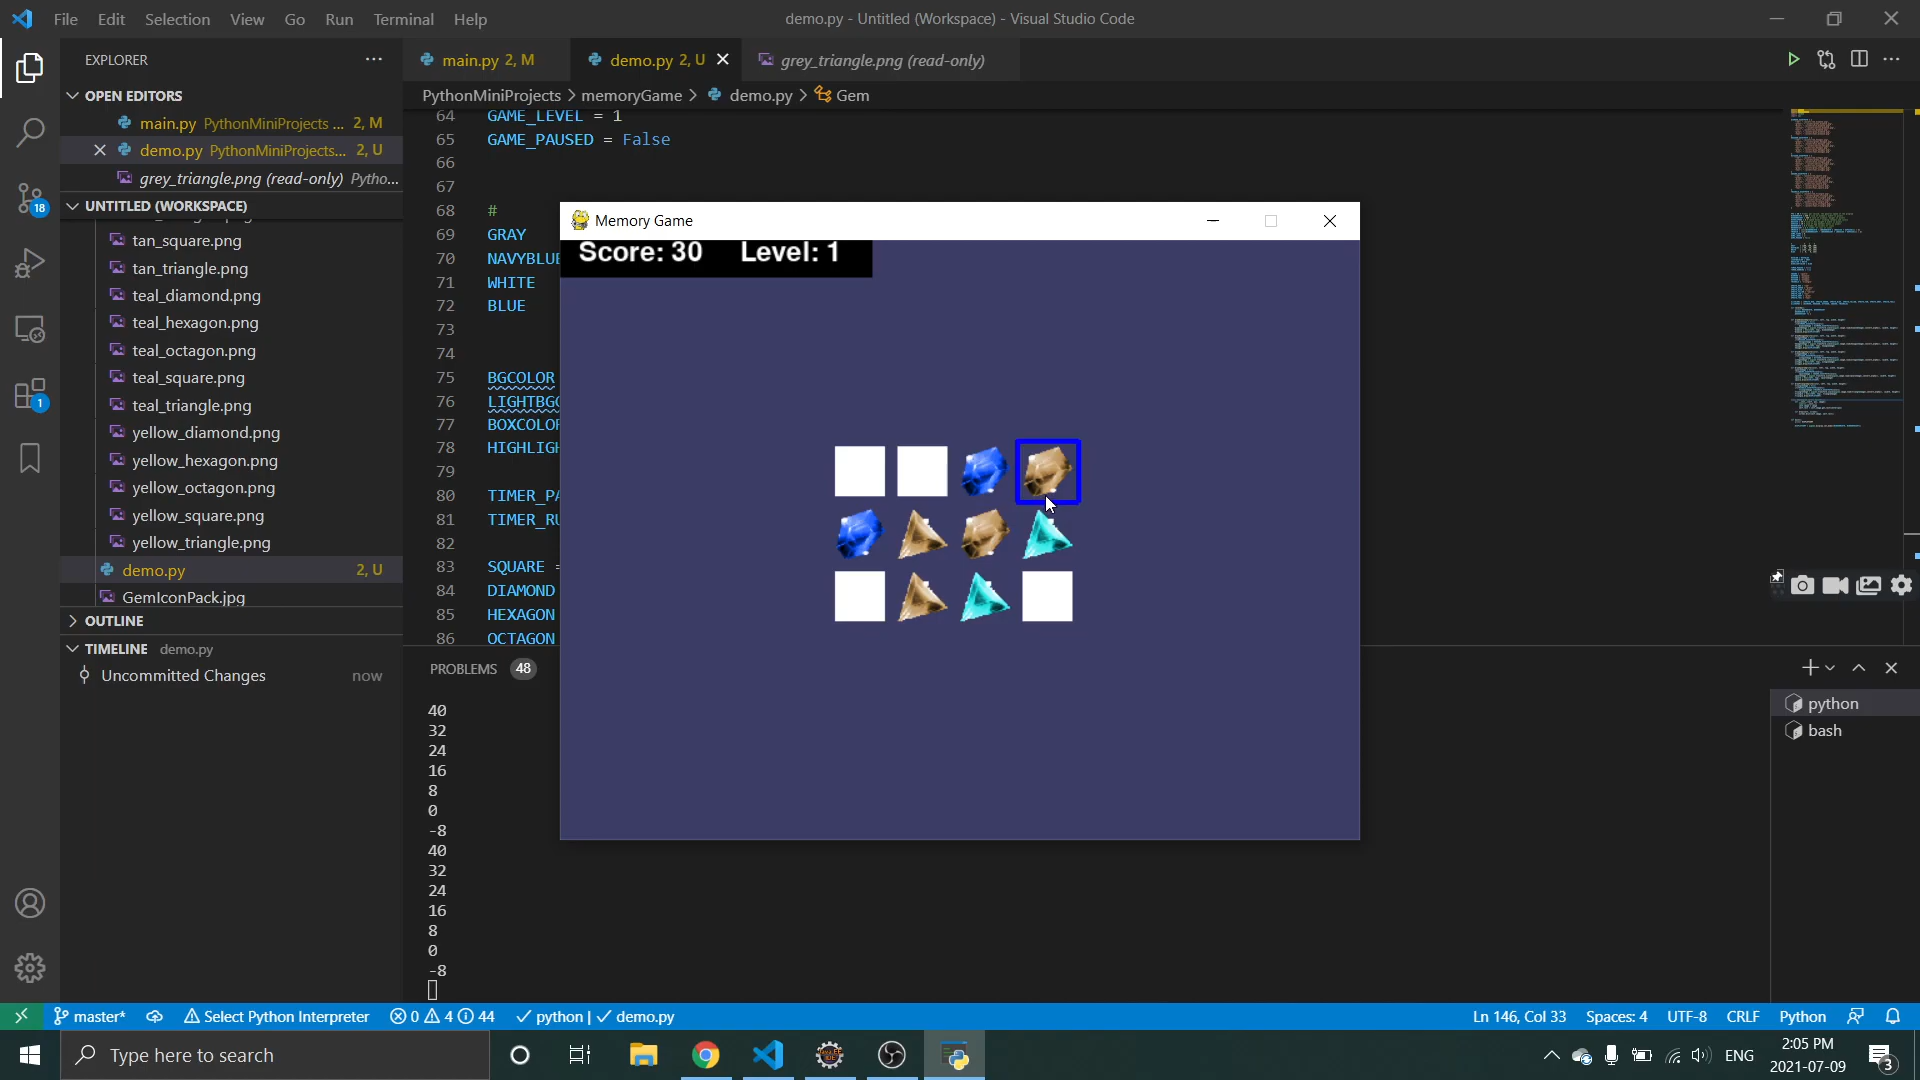 File Edit Selection View Go Run Terminal Help
demo.py - Untitled (Workspace) - Visual Studio Code
EXPLORER
main.py 2, M
demo.py 2, U
grey_triangle.png (read-only)
OPEN EDITORS
PythonMiniProjects > memoryGame > demo.py > Gem
main.py PythonMiniProjects ... 2, M
demo.py PythonMiniProjects... 2, U
grey_triangle.png (read-only) Pytho...
UNTITLED (WORKSPACE)
tan_square.png
tan_triangle.png
teal_diamond.png
teal_hexagon.png
teal_octagon.png
teal_square.png
teal_triangle.png
yellow_diamond.png
yellow_hexagon.png
yellow_octagon.png
yellow_square.png
yellow_triangle.png
demo.py 2, U
GemIconPack.jpg
OUTLINE
TIMELINE demo.py
Uncommitted Changes now
64 GAME_LEVEL = 1
65 GAME_PAUSED = False
66
67
68 #
69 GRAY
70 NAVYBLUE
71 WHITE
72 BLUE
73
74
75 BGCOLOR
76 LIGHTBGC
77 BOXCOLOR
78 HIGHLIGH
79
80 TIMER_PA
81 TIMER_RU
82
83 SQUARE =
84 DIAMOND
85 HEXAGON
86 OCTAGON
Memory Game
Score: 30 Level: 1
PROBLEMS 48
40
32
24
16
8
0
-8
40
32
24
16
8
0
-8
python
bash
18
1
master* Select Python Interpreter 0 4 44 python | demo.py
Ln 146, Col 33 Spaces: 4 UTF-8 CRLF Python
Type here to search
ENG
2:05 PM
2021-07-09
3